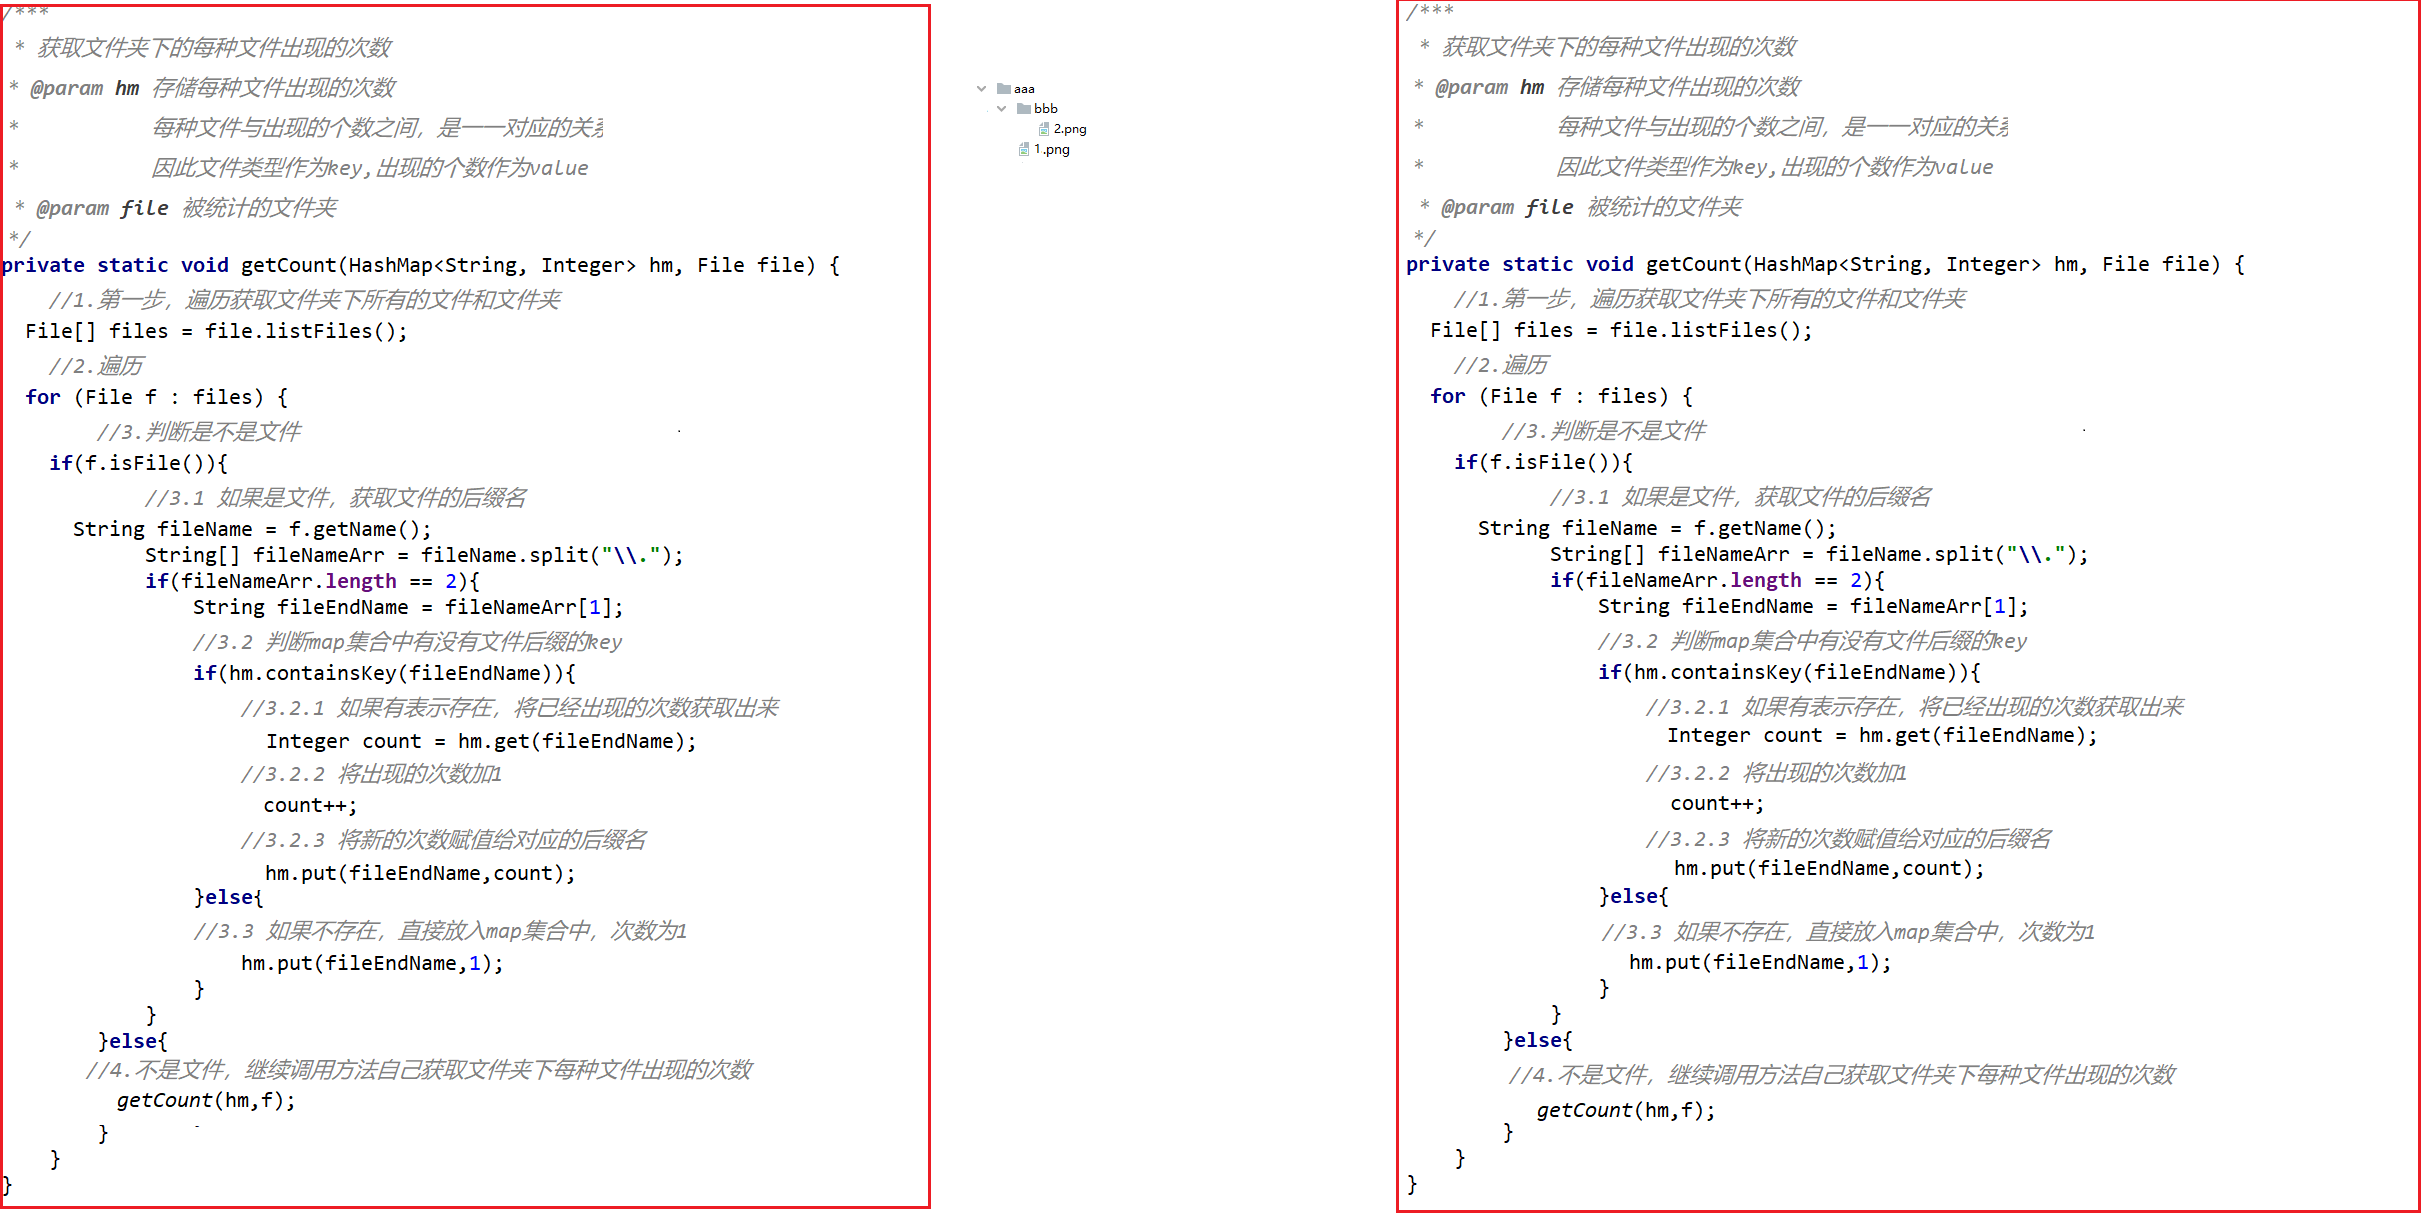 /***
* 获取文件夹下的每种文件出现的次数
* @param hm 存储每种文件出现的次数
* 每种文件与出现的个数之间，是一一对应的关系
* 因此文件类型作为key,出现的个数作为value
* @param file 被统计的文件夹
*/
private static void getCount(HashMap<String, Integer> hm, File file) {
//1.第一步，遍历获取文件夹下所有的文件和文件夹
File[] files = file.listFiles();
//2.遍历
for (File f : files) {
//3.判断是不是文件
if(f.isFile()){
//3.1 如果是文件，获取文件的后缀名
String fileName = f.getName();
String[] fileNameArr = fileName.split("\\.");
if(fileNameArr.length == 2){
String fileEndName = fileNameArr[1];
//3.2 判断map集合中有没有文件后缀的key
if(hm.containsKey(fileEndName)){
//3.2.1 如果有表示存在，将已经出现的次数获取出来
Integer count = hm.get(fileEndName);
//3.2.2 将出现的次数加1
count++;
//3.2.3 将新的次数赋值给对应的后缀名
hm.put(fileEndName,count);
}else{
//3.3 如果不存在，直接放入map集合中，次数为1
hm.put(fileEndName,1);
}
}
}else{
//4.不是文件，继续调用方法自己获取文件夹下每种文件出现的次数
getCount(hm,f);
}
}
}
aaa
bbb
2.png
1.png
/***
* 获取文件夹下的每种文件出现的次数
* @param hm 存储每种文件出现的次数
* 每种文件与出现的个数之间，是一一对应的关系
* 因此文件类型作为key,出现的个数作为value
* @param file 被统计的文件夹
*/
private static void getCount(HashMap<String, Integer> hm, File file) {
//1.第一步，遍历获取文件夹下所有的文件和文件夹
File[] files = file.listFiles();
//2.遍历
for (File f : files) {
//3.判断是不是文件
if(f.isFile()){
//3.1 如果是文件，获取文件的后缀名
String fileName = f.getName();
String[] fileNameArr = fileName.split("\\.");
if(fileNameArr.length == 2){
String fileEndName = fileNameArr[1];
//3.2 判断map集合中有没有文件后缀的key
if(hm.containsKey(fileEndName)){
//3.2.1 如果有表示存在，将已经出现的次数获取出来
Integer count = hm.get(fileEndName);
//3.2.2 将出现的次数加1
count++;
//3.2.3 将新的次数赋值给对应的后缀名
hm.put(fileEndName,count);
}else{
//3.3 如果不存在，直接放入map集合中，次数为1
hm.put(fileEndName,1);
}
}
}else{
//4.不是文件，继续调用方法自己获取文件夹下每种文件出现的次数
getCount(hm,f);
}
}
}